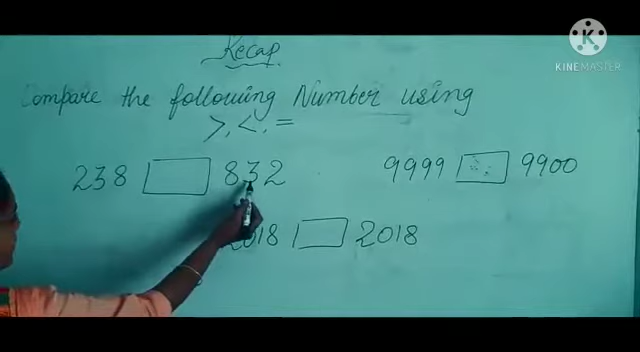 Recap
Compare the following Number using
>, <, =
238 832
9999 9900
2018 2018
KINEMASTER